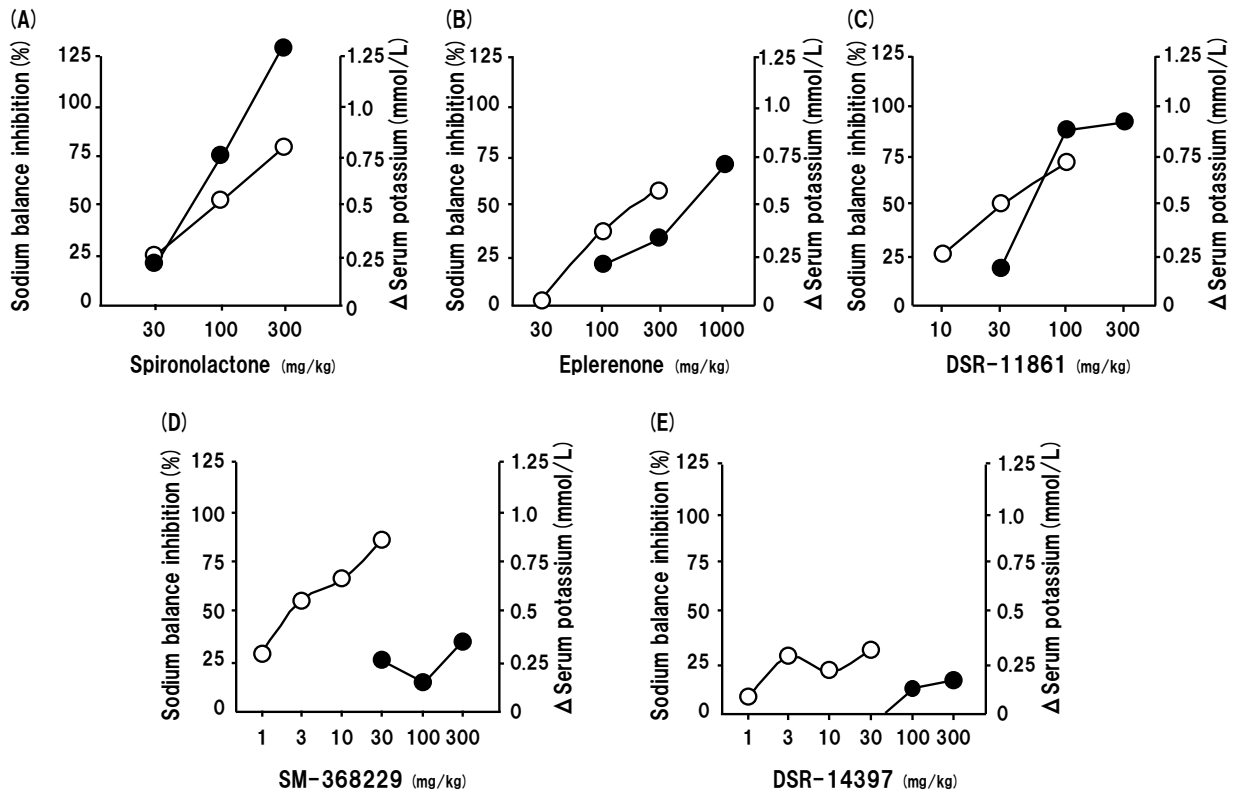 (A)
Sodium balance inhibition (%)
125
100
75
50
25
0
1.25
1.0
0.75
0.5
0.25
0
Δ Serum potassium (mmol/L)
30 100 300
Spironolactone (mg/kg)
(B)
Sodium balance inhibition (%)
125
100
75
50
25
0
1.25
1.0
0.75
0.5
0.25
0
Δ Serum potassium (mmol/L)
30 100 300 1000
Eplerenone (mg/kg)
(C)
Sodium balance inhibition (%)
125
100
75
50
25
0
1.25
1.0
0.75
0.5
0.25
0
Δ Serum potassium (mmol/L)
10 30 100 300
DSR-11861 (mg/kg)
(D)
Sodium balance inhibition (%)
125
100
75
50
25
0
1.25
1.0
0.75
0.5
0.25
0
Δ Serum potassium (mmol/L)
1 3 10 30 100 300
SM-368229 (mg/kg)
(E)
Sodium balance inhibition (%)
125
100
75
50
25
0
1.25
1.0
0.75
0.5
0.25
0
Δ Serum potassium (mmol/L)
1 3 10 30 100 300
DSR-14397 (mg/kg)